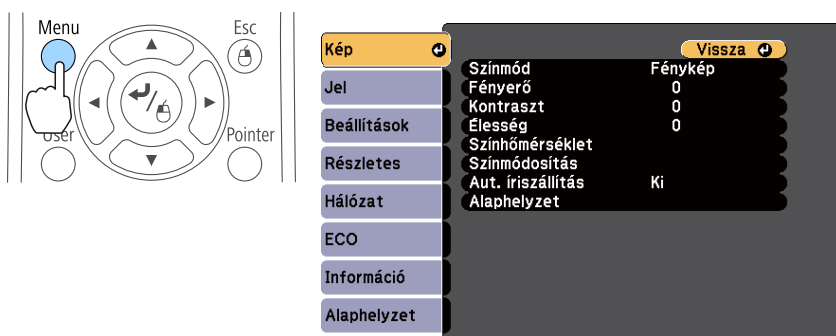 Menu
Esc
User
Pointer
Kép
Jel
Beállítások
Részletes
Hálózat
ECO
Információ
Alaphelyzet
Vissza
Színmód Fénykép
Fényerő 0
Kontraszt 0
Élesség 0
Színhőmérséklet
Színmódosítás
Aut. íriszállítás Ki
Alaphelyzet